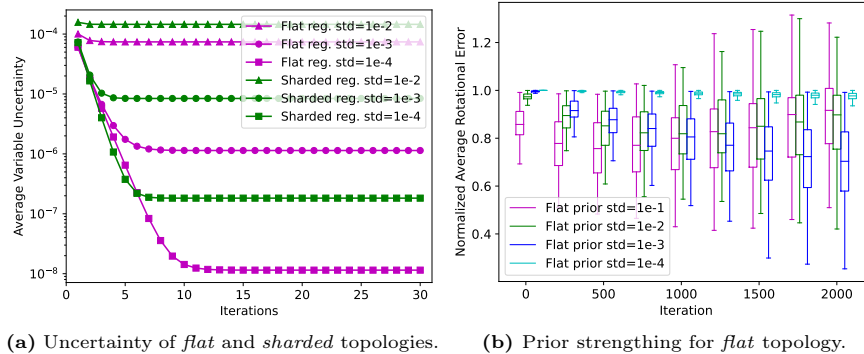 Average Variable Uncertainty
10⁻⁴
10⁻⁵
10⁻⁶
10⁻⁷
10⁻⁸
Flat reg. std=1e-2
Flat reg. std=1e-3
Flat reg. std=1e-4
Sharded reg. std=1e-2
Sharded reg. std=1e-3
Sharded reg. std=1e-4
0 5 10 15 20 25 30
Iterations
(a) Uncertainty of flat and sharded topologies.
Normalized Average Rotational Error
1.2
1.0
0.8
0.6
0.4
Flat prior std=1e-1
Flat prior std=1e-2
Flat prior std=1e-3
Flat prior std=1e-4
0 500 1000 1500 2000
Iteration
(b) Prior strengthing for flat topology.